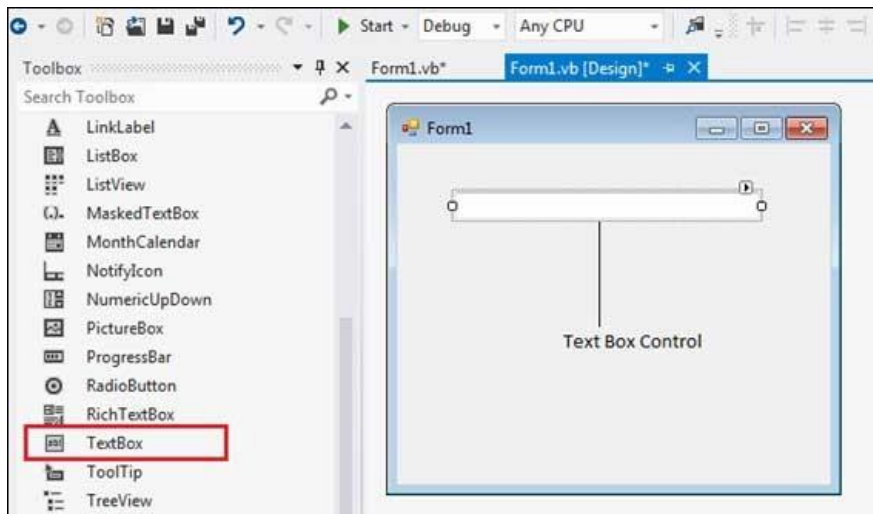 Start Debug Any CPU
Toolbox
Form1.vb* Form1.vb [Design]*
Search Toolbox
LinkLabel
ListBox
ListView
MaskedTextBox
MonthCalendar
NotifyIcon
NumericUpDown
PictureBox
ProgressBar
RadioButton
RichTextBox
TextBox
ToolTip
TreeView
Form1
Text Box Control